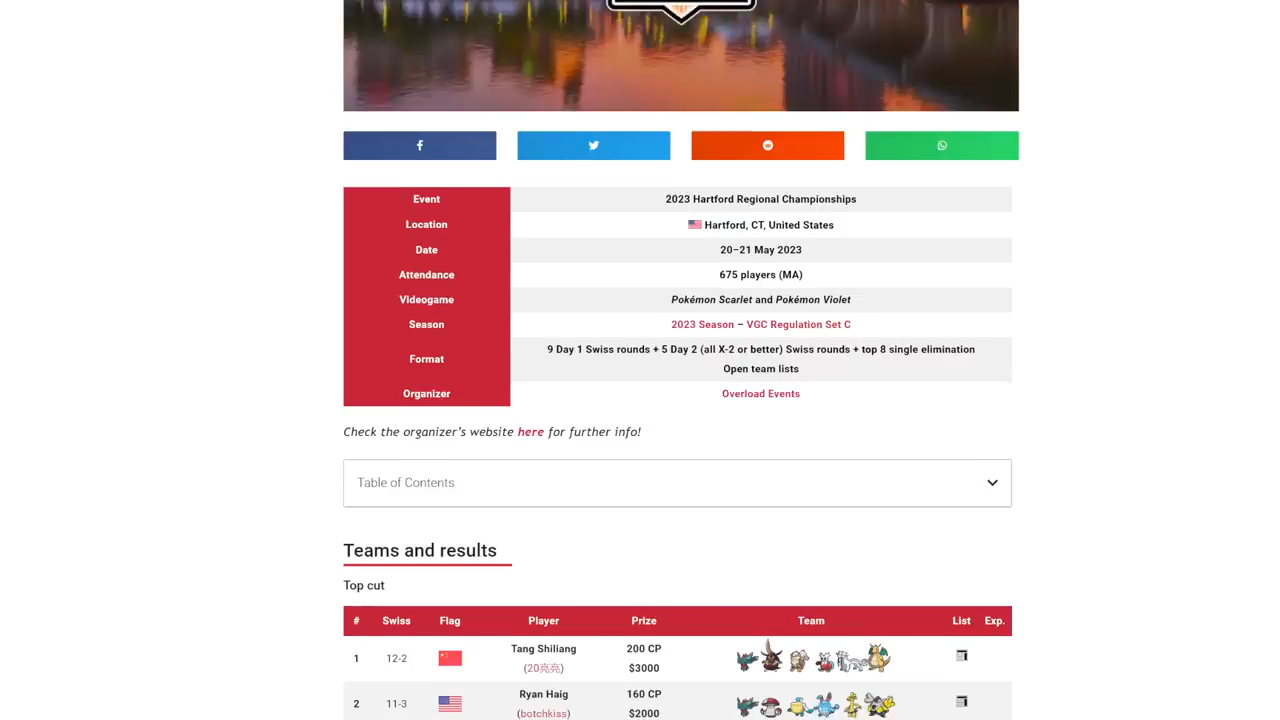 Event 2023 Hartford Regional Championships
Location Hartford, CT, United States
Date 20–21 May 2023
Attendance 675 players (MA)
Videogame Pokémon Scarlet and Pokémon Violet
Season 2023 Season – VGC Regulation Set C
Format 9 Day 1 Swiss rounds + 5 Day 2 (all X-2 or better) Swiss rounds + top 8 single elimination
Open team lists
Organizer Overload Events
Check the organizer's website here for further info!
Table of Contents
Teams and results
Top cut
# Swiss Flag Player Prize Team List Exp.
1 12-2 Tang Shiliang 200 CP
(20亮亮) $3000
2 11-3 Ryan Haig 160 CP
(botchkiss) $2000